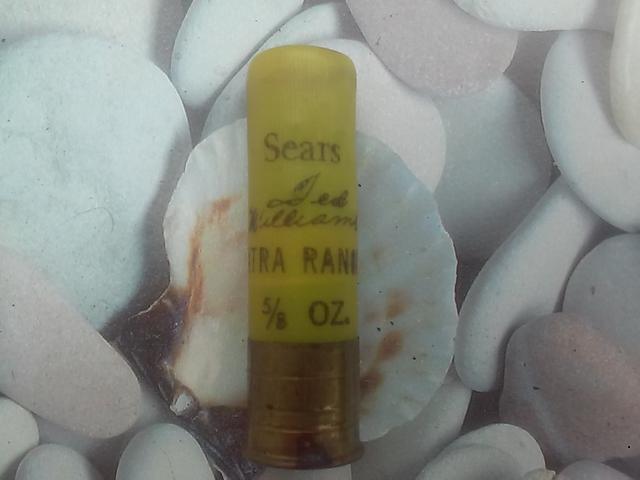 Sears
Ted
Williams
TRA RAN
5/8 OZ.